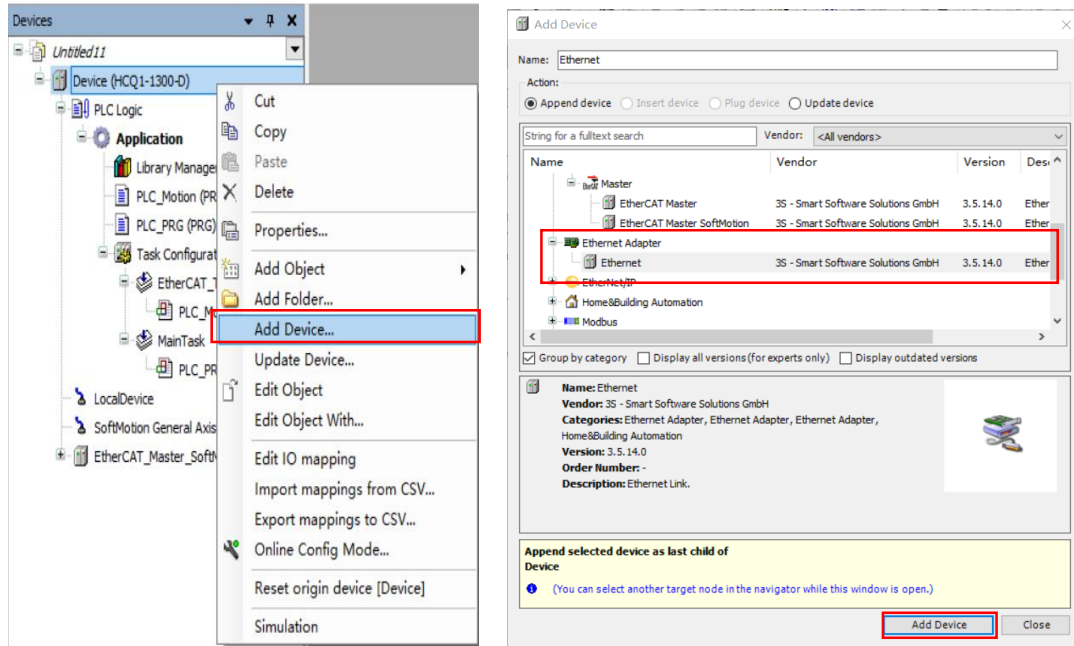 Devices
Untitled11
Device (HCQ1-1300-D)
PLC Logic
Application
Library Manage
PLC_Motion (PR
PLC_PRG (PRG)
Task Configurat
EtherCAT_T
PLC_M
MainTask
PLC_PR
LocalDevice
SoftMotion General Axis
EtherCAT_Master_Soft
Cut
Copy
Paste
Delete
Properties...
Add Object
Add Folder...
Add Device...
Update Device...
Edit Object
Edit Object With...
Edit IO mapping
Import mappings from CSV...
Export mappings to CSV...
Online Config Mode...
Reset origin device [Device]
Simulation
Add Device
Name: Ethernet
Action:
Append device Insert device Plug device Update device
String for a fulltext search Vendor: <All vendors>
Name Vendor Version Des
Master
EtherCAT Master 3S - Smart Software Solutions GmbH 3.5.14.0 Ether
EtherCAT Master SoftMotion 3S - Smart Software Solutions GmbH 3.5.14.0 Ether
Ethernet Adapter
Ethernet 3S - Smart Software Solutions GmbH 3.5.14.0 Ether
EtherNet/IP
Home&Building Automation
Modbus
Group by category Display all versions (for experts only) Display outdated versions
Name: Ethernet
Vendor: 3S - Smart Software Solutions GmbH
Categories: Ethernet Adapter, Ethernet Adapter, Ethernet Adapter,
Home&Building Automation
Version: 3.5.14.0
Order Number: -
Description: Ethernet Link.
Append selected device as last child of
Device
(You can select another target node in the navigator while this window is open.)
Add Device Close